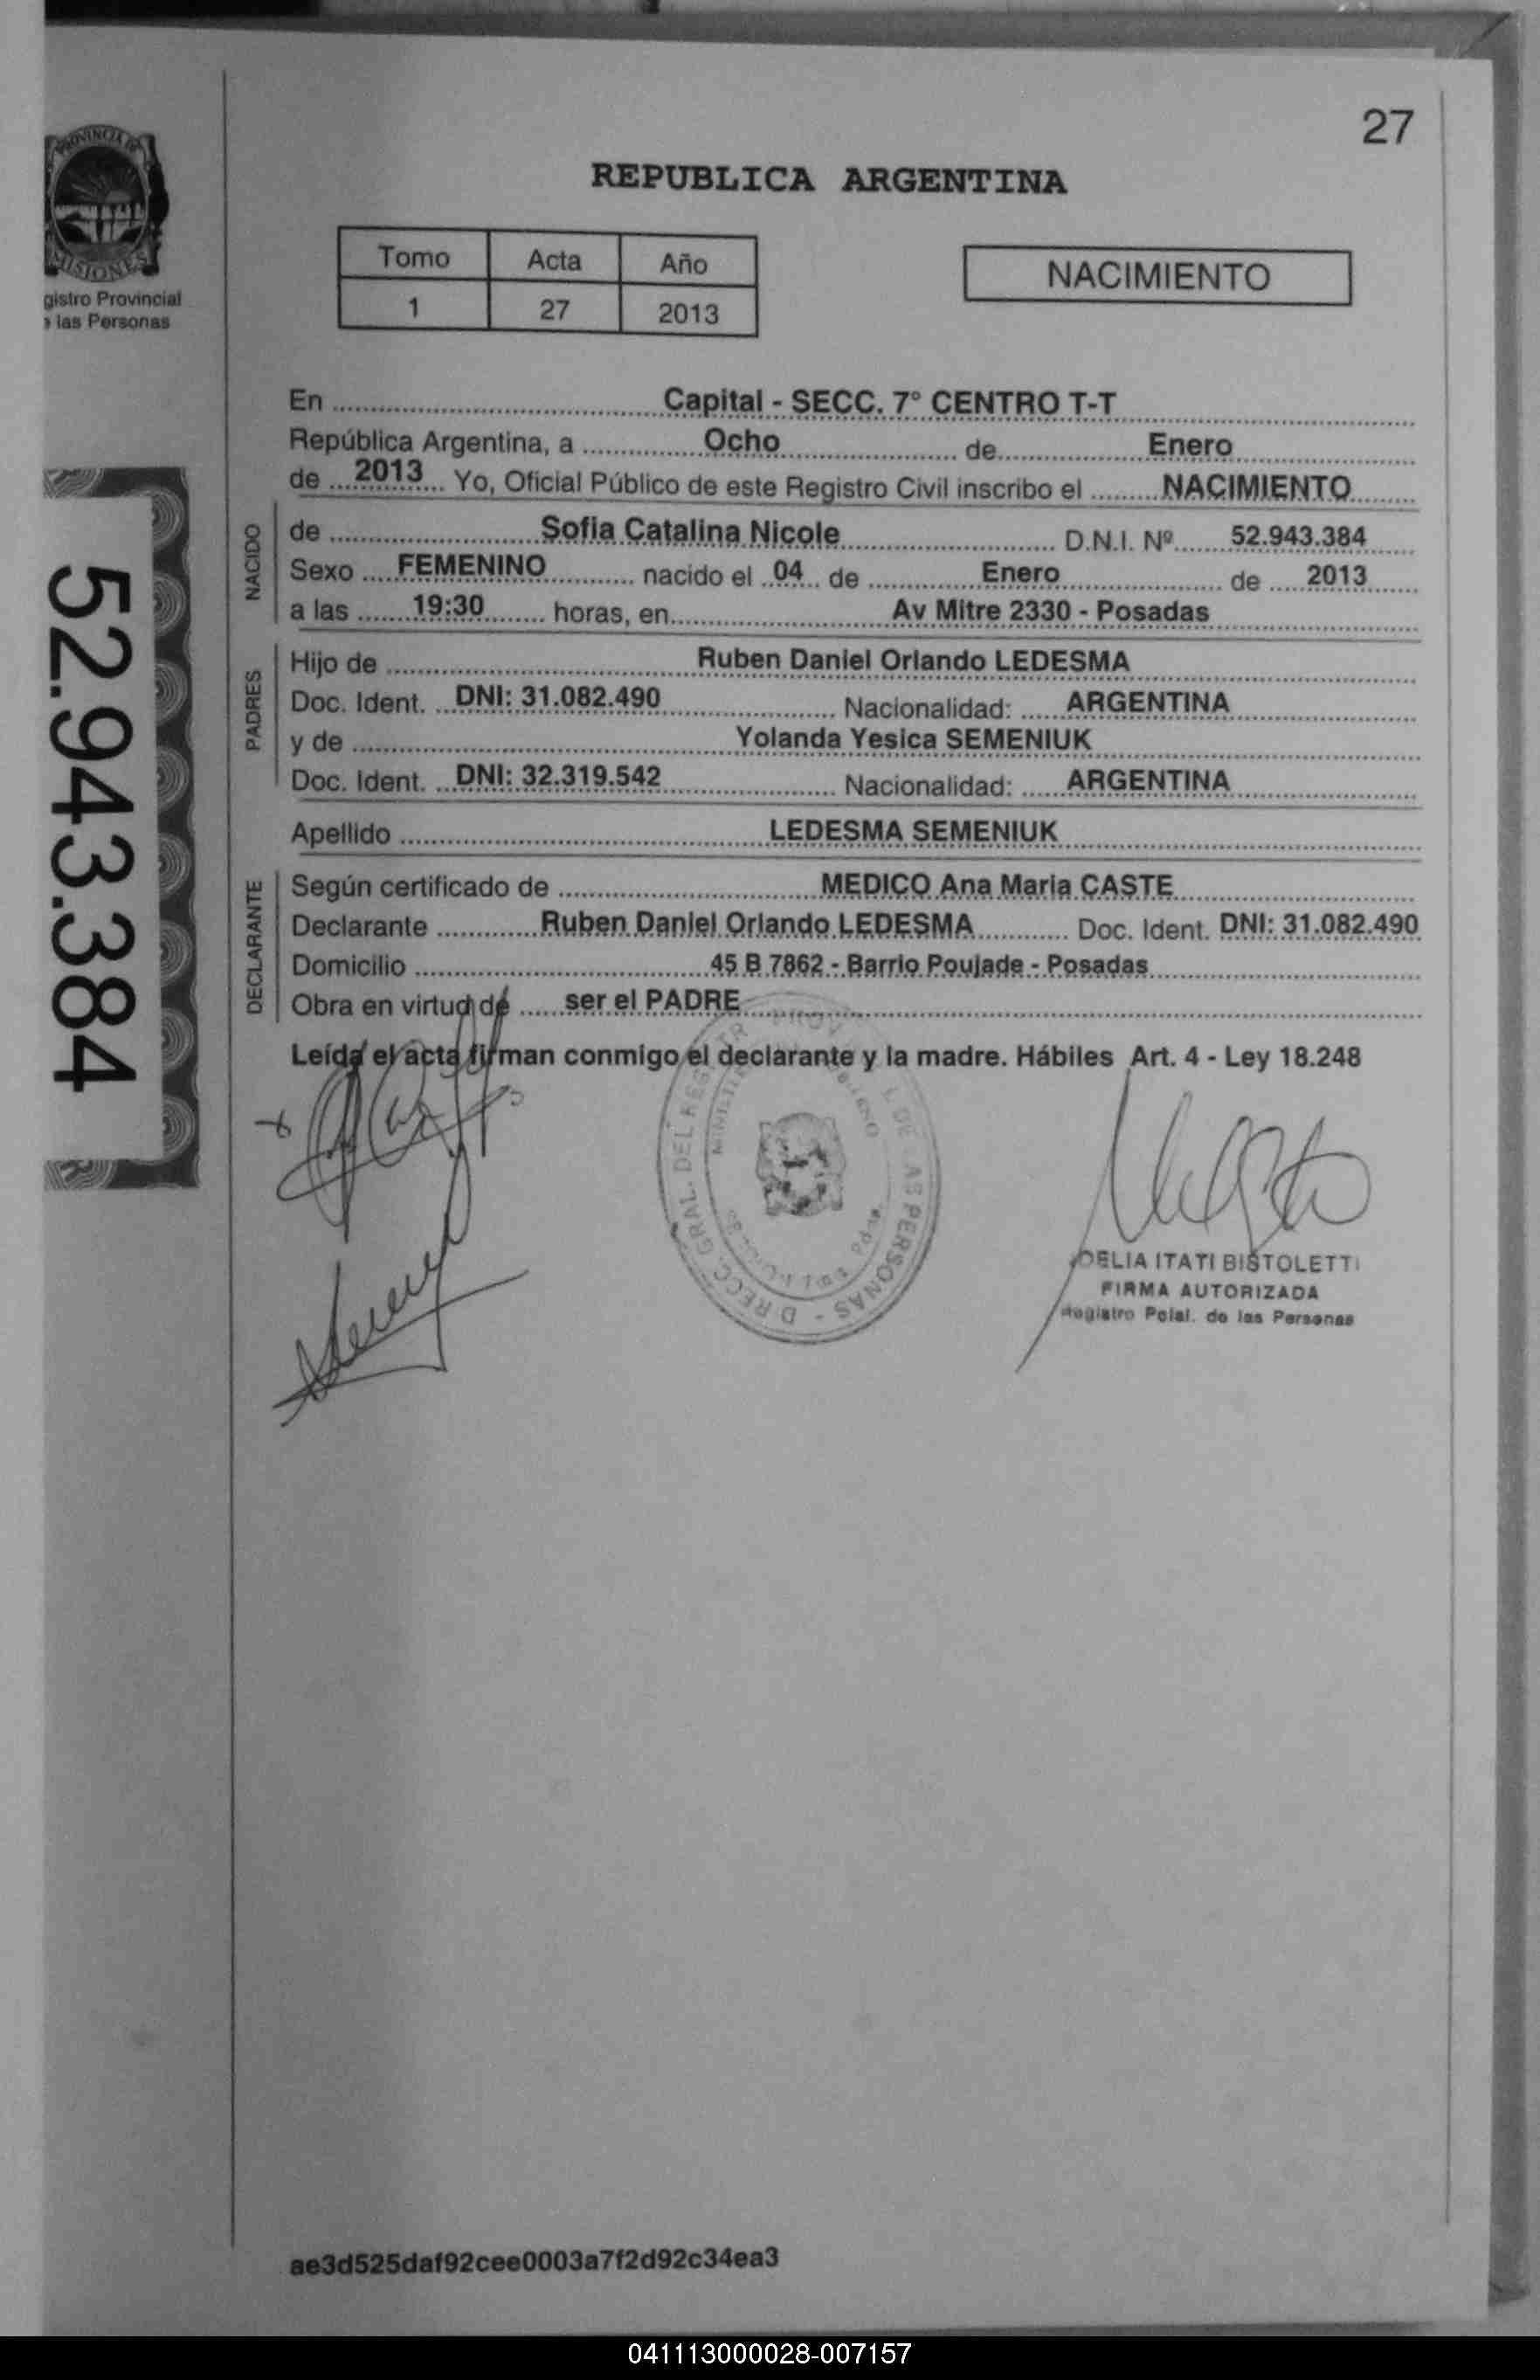 27
PROVINCIA DE
MISIONES
gistro Provincial
las Personas
REPUBLICA ARGENTINA
Tomo Acta Año
1 27 2013
NACIMIENTO
En Capital - SECC. 7° CENTRO T-T
República Argentina, a Ocho de Enero
de 2013 Yo, Oficial Público de este Registro Civil inscribo el NACIMIENTO
NACIDO
de Sofia Catalina Nicole D.N.I. Nº 52.943.384
Sexo FEMENINO nacido el 04 de Enero de 2013
a las 19:30 horas, en Av Mitre 2330 - Posadas
PADRES
Hijo de Ruben Daniel Orlando LEDESMA
Doc. Ident. DNI: 31.082.490 Nacionalidad: ARGENTINA
y de Yolanda Yesica SEMENIUK
Doc. Ident. DNI: 32.319.542 Nacionalidad: ARGENTINA
Apellido LEDESMA SEMENIUK
DECLARANTE
Según certificado de MEDICO Ana Maria CASTE
Declarante Ruben Daniel Orlando LEDESMA Doc. Ident. DNI: 31.082.490
Domicilio 45 B 7862 - Barrio Poujade - Posadas
Obra en virtud de ser el PADRE
Leída el acta firman conmigo el declarante y la madre. Hábiles Art. 4 - Ley 18.248
52.943.384
GRAL. DEL
PERSONAS
DELIA ITATI BISTOLETTI
FIRMA AUTORIZADA
Registro Pcial. de las Personas
ae3d525daf92cee0003a7f2d92c34ea3
041113000028-007157